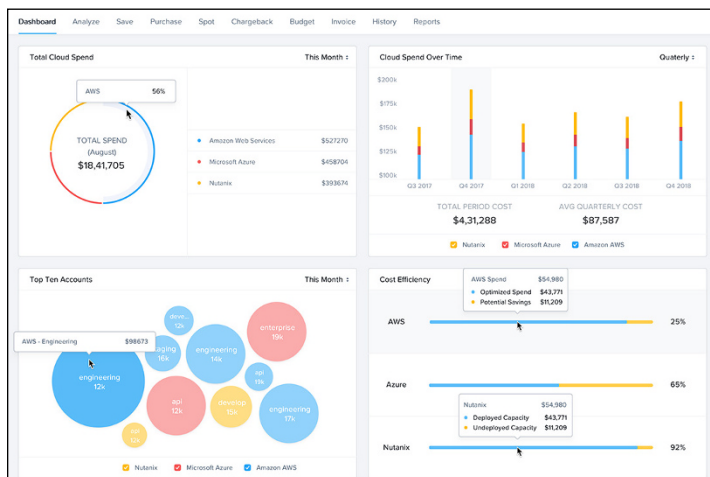 Dashboard Analyze Save Purchase Spot Chargeback Budget Invoice History Reports
Total Cloud Spend This Month
AWS 56%
TOTAL SPEND
(August)
$18,41,705
Amazon Web Services $527270
Microsoft Azure $458704
Nutanix $393674
Cloud Spend Over Time Quaterly
$200k
$175k
$150k
$125k
$100k
Q3 2017 Q4 2017 Q1 2018 Q2 2018 Q3 2018 Q4 2018
TOTAL PERIOD COST AVG QUARTERLY COST
$4,31,288 $87,587
Nutanix Microsoft Azure Amazon AWS
Top Ten Accounts This Month
deve...
12k
enterprise
19k
AWS - Engineering $98673
taging
16k
engineering
14k
engineering
12k
api
api
12k
develop
15k
engineering
17k
Nutanix Microsoft Azure Amazon AWS
Cost Efficiency
AWS Spend $54,980
Optimized Spend $43,771
Potential Savings $11,209
AWS 25%
Azure 65%
Nutanix $54,980
Deployed Capacity $43,771
Undeployed Capacity $11,209
Nutanix 92%